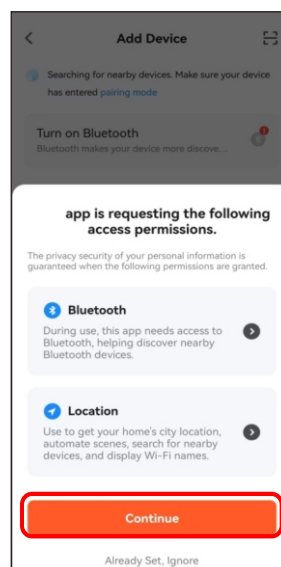 Add Device
Searching for nearby devices. Make sure your device
has entered pairing mode
Turn on Bluetooth
Bluetooth makes your device more discove...
app is requesting the following
access permissions.
The privacy security of your personal information is
guaranteed when the following permissions are granted.
Bluetooth
During use, this app needs access to
Bluetooth, helping discover nearby
Bluetooth devices.
Location
Use to get your home's city location,
automate scenes, search for nearby
devices, and display Wi-Fi names.
Continue
Already Set, Ignore